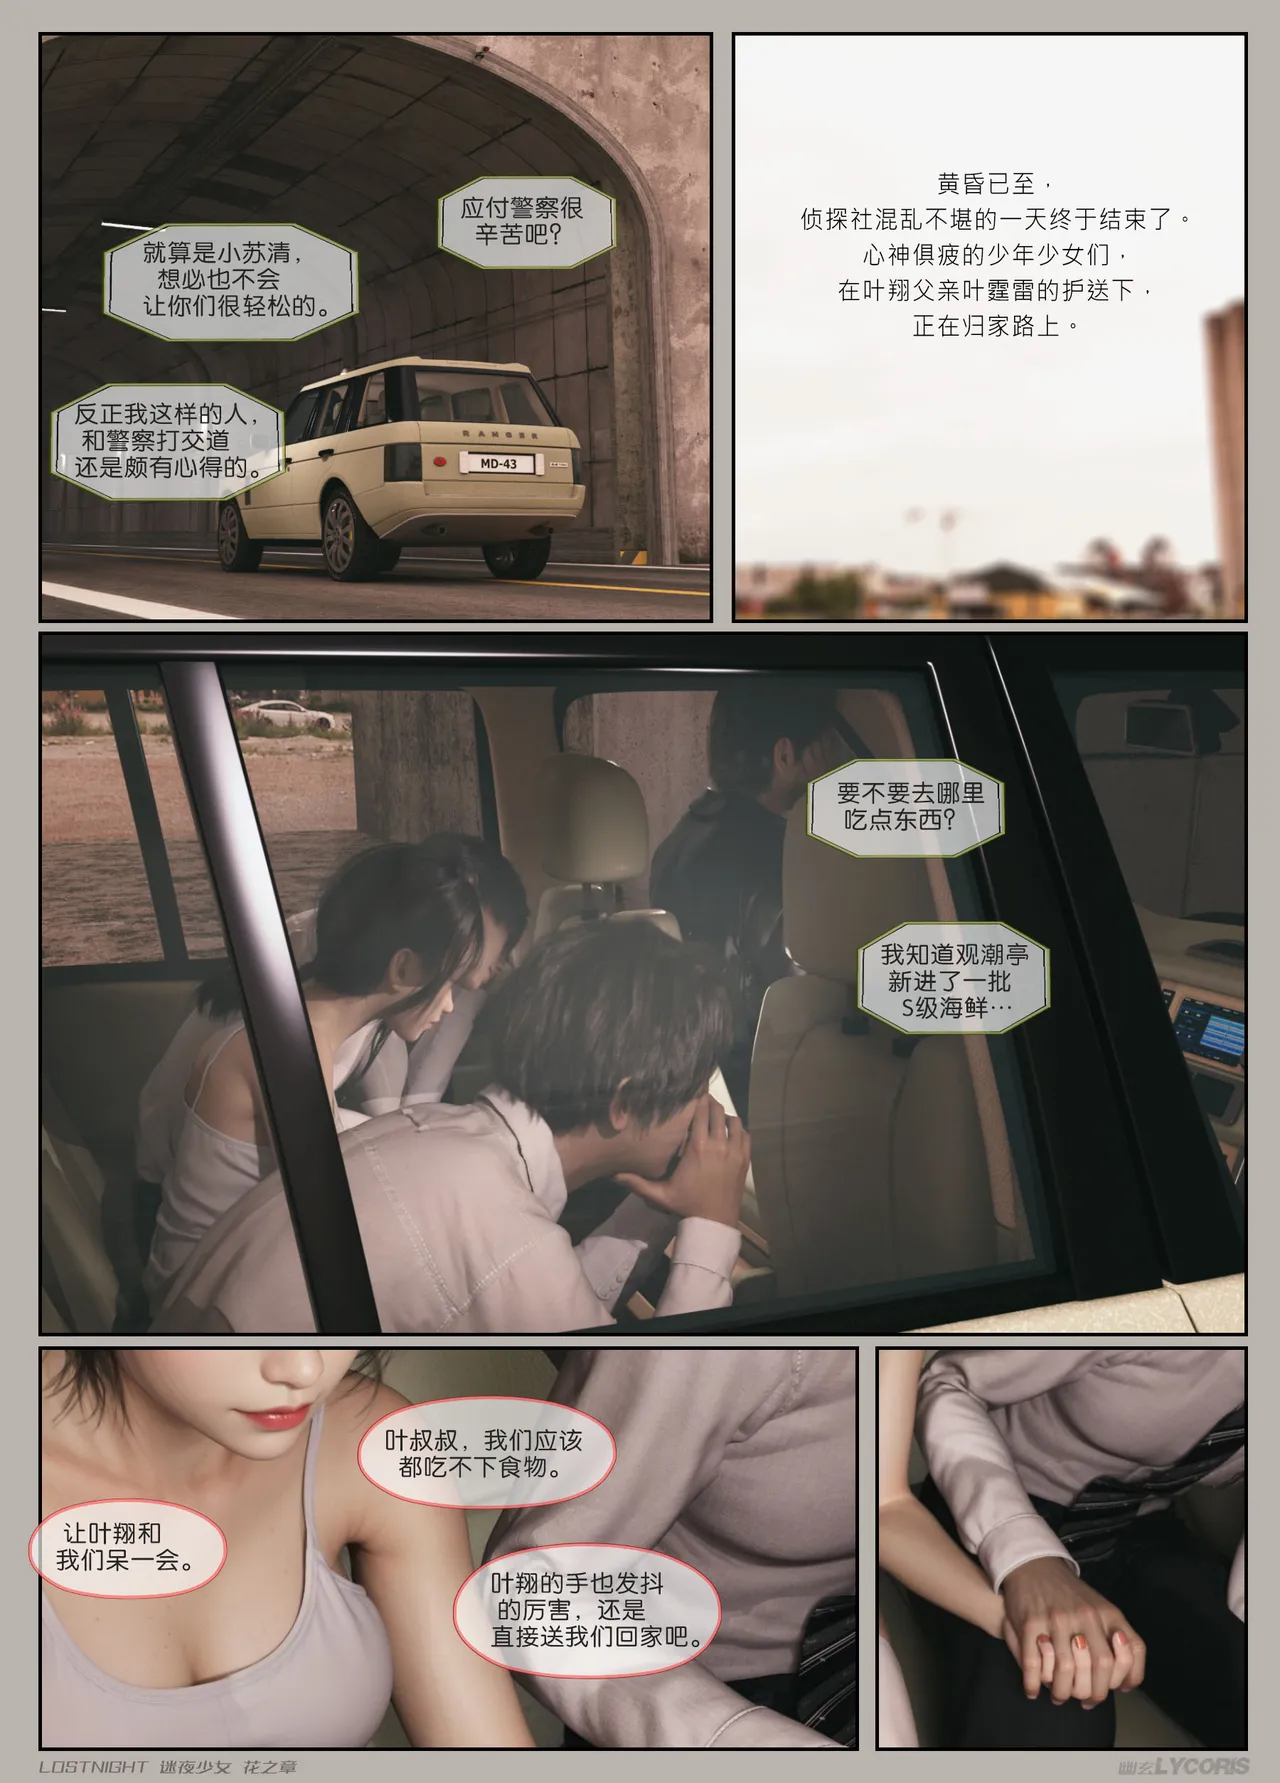 应付警察很
辛苦吧？
就算是小苏清，
想必也不会
让你们很轻松的。
反正我这样的人，
和警察打交道
还是颇有心得的。
RANGER
MD-43
黄昏已至，
侦探社混乱不堪的一天终于结束了。
心神俱疲的少年少女们，
在叶翔父亲叶霆雷的护送下，
正在归家路上。
要不要去哪里
吃点东西？
我知道观潮亭
新进了一批
S级海鲜…
叶叔叔，我们应该
都吃不下食物。
让叶翔和
我们呆一会。
叶翔的手也发抖
的厉害，还是
直接送我们回家吧。
LOSTNIGHT 迷夜少女 花之章
幽玄LYCORIS